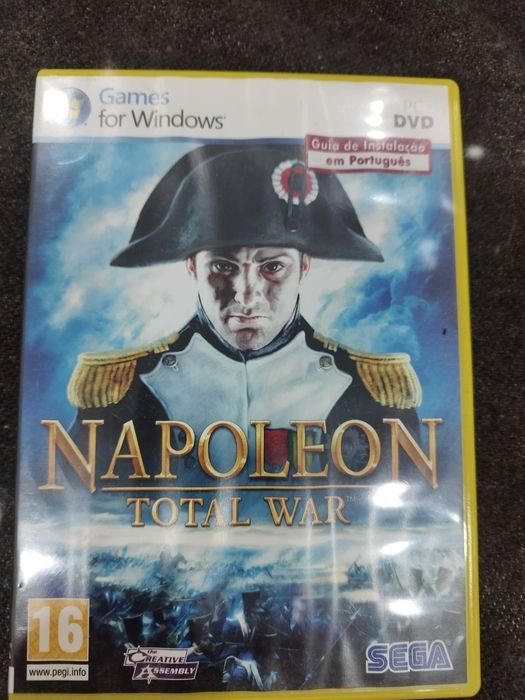 Games
for Windows®
PC
DVD
Guia de Instalação
em Português
NAPOLEON
TOTAL WAR™
16
www.pegi.info
the
CREATIVE
ASSEMBLY
SEGA